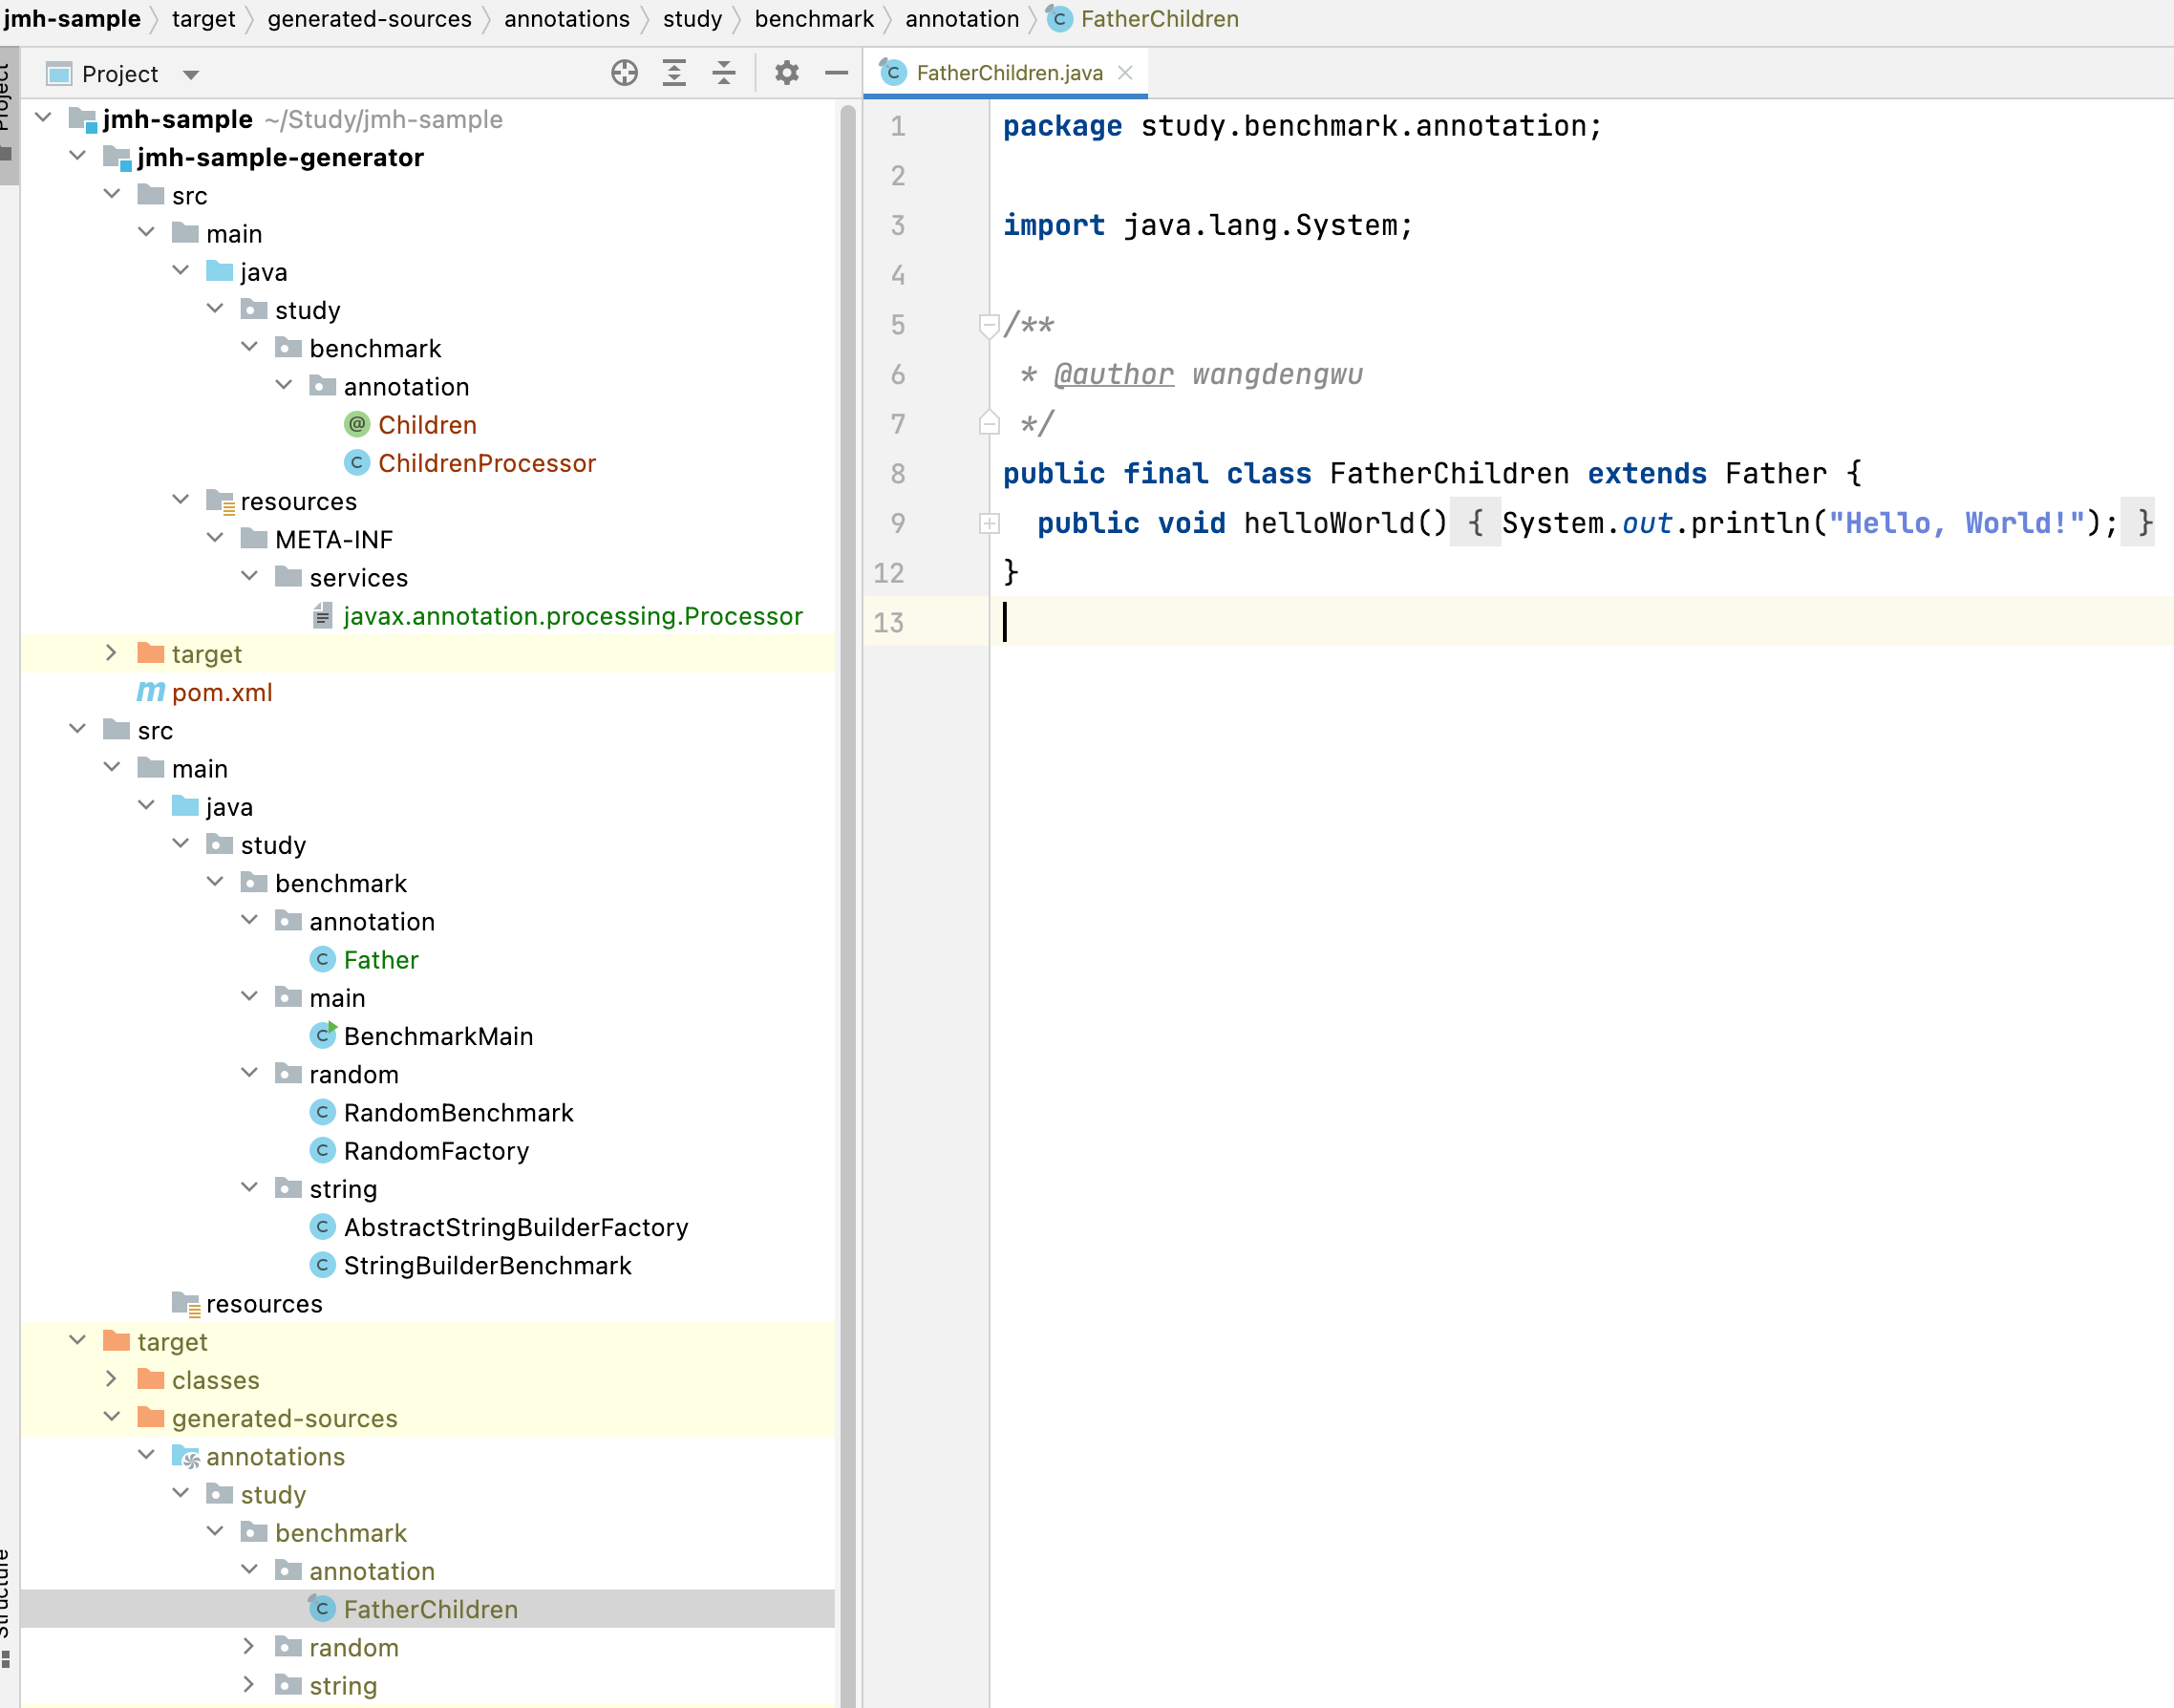 jmh-sample target generated-sources annotations study benchmark annotation FatherChildren
Project
Project
jmh-sample ~/Study/jmh-sample
jmh-sample-generator
src
main
java
study
benchmark
annotation
Children
ChildrenProcessor
resources
META-INF
services
javax.annotation.processing.Processor
target
pom.xml
src
main
java
study
benchmark
annotation
Father
main
BenchmarkMain
random
RandomBenchmark
RandomFactory
string
AbstractStringBuilderFactory
StringBuilderBenchmark
resources
target
classes
generated-sources
annotations
study
benchmark
annotation
FatherChildren
random
string
Structure
FatherChildren.java
1 package study.benchmark.annotation;
2
3 import java.lang.System;
4
5 /**
6 * @author wangdengwu
7 */
8 public final class FatherChildren extends Father {
9 public void helloWorld() { System.out.println("Hello, World!"); }
12 }
13